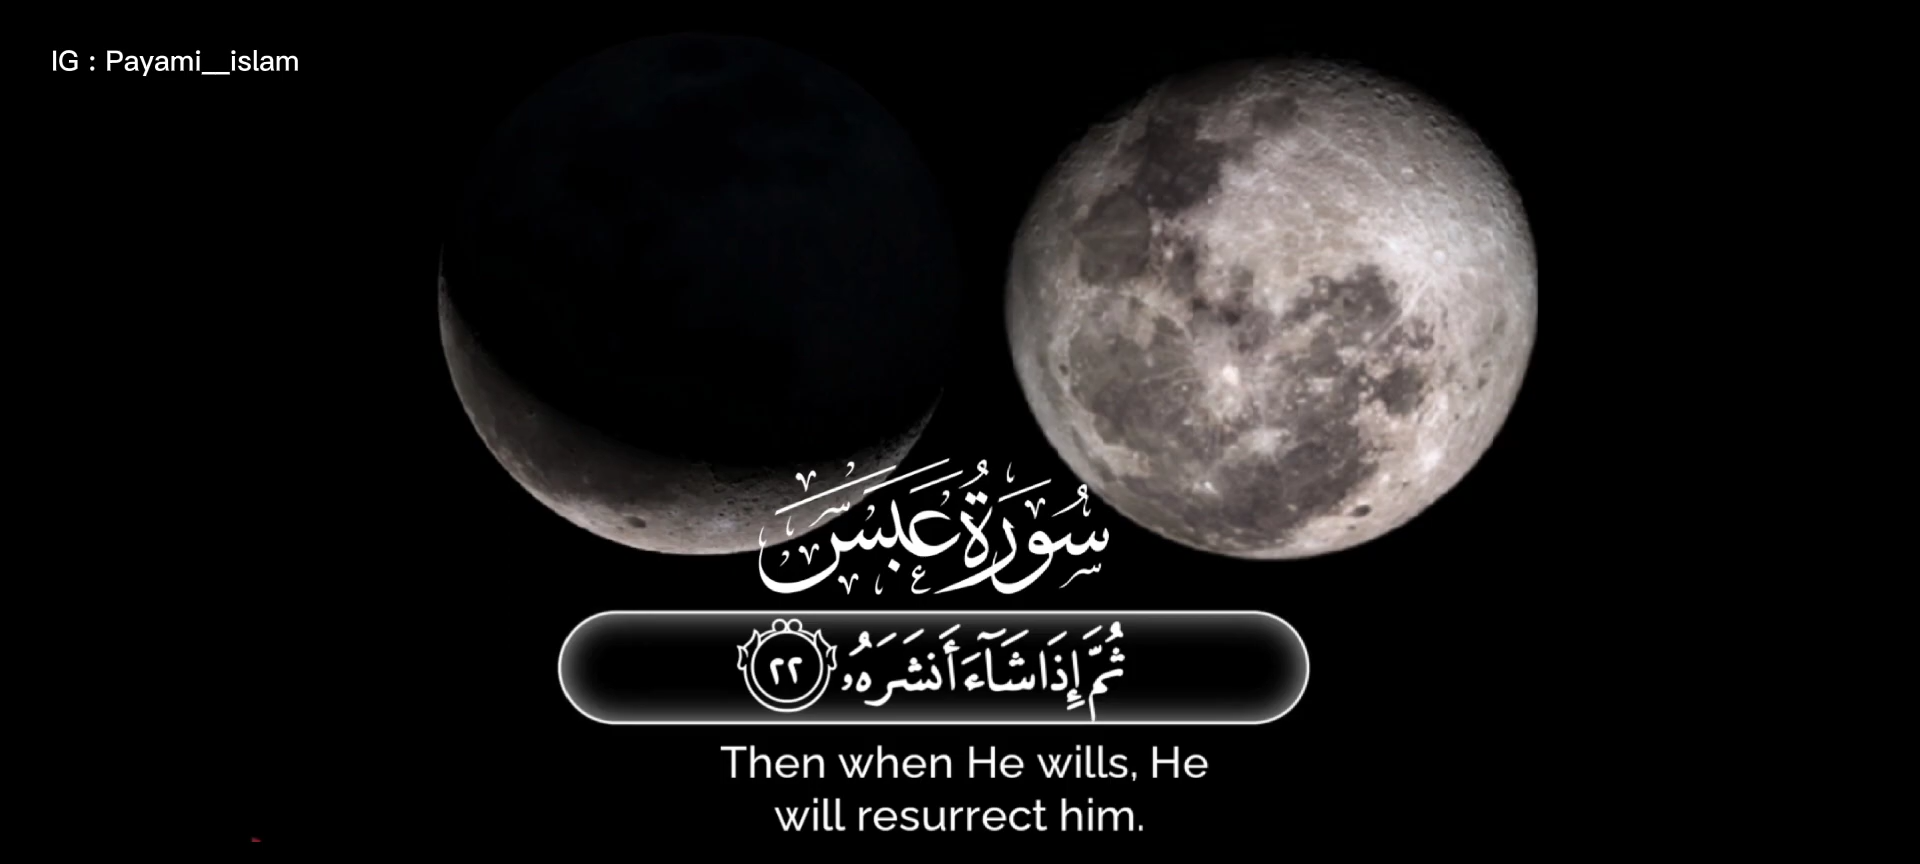 IG : Payami__islam
سُورَةُ عَبَسَ
ثُمَّ إِذَا شَآءَ أَنشَرَهُۥ ٢٢
Then when He wills, He
will resurrect him.